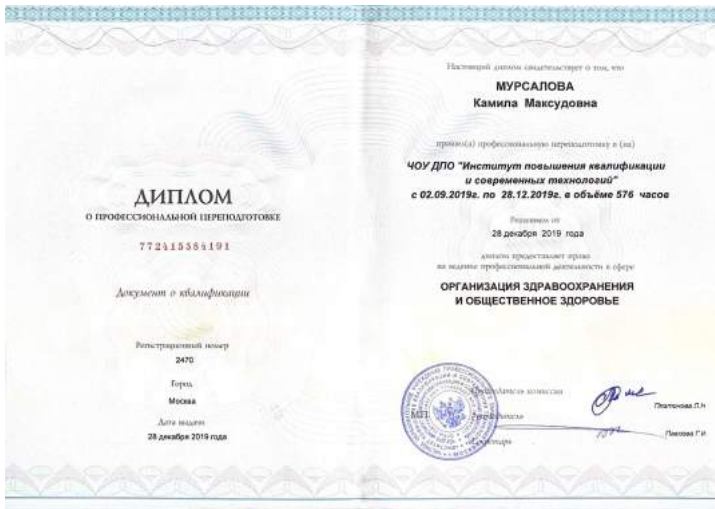 ДИПЛОМ
О ПРОФЕССИОНАЛЬНОЙ ПЕРЕПОДГОТОВКЕ
772415584191
Документ о квалификации
Регистрационный номер
2470
Город
Москва
Дата выдачи
28 декабря 2019 года
Настоящий диплом свидетельствует о том, что
МУРСАЛОВА
Камила Максудовна
прошел(а) профессиональную переподготовку в (на)
ЧОУ ДПО "Институт повышения квалификации
и современных технологий"
с 02.09.2019г. по 28.12.2019г. в объёме 576 часов
Решением от
28 декабря 2019 года
диплом предоставляет право
на ведение профессиональной деятельности в сфере
ОРГАНИЗАЦИЯ ЗДРАВООХРАНЕНИЯ
И ОБЩЕСТВЕННОЕ ЗДОРОВЬЕ
Председатель комиссии
Платонова Л.Н
М.П.
Руководитель
Павлова Г.И
Секретарь